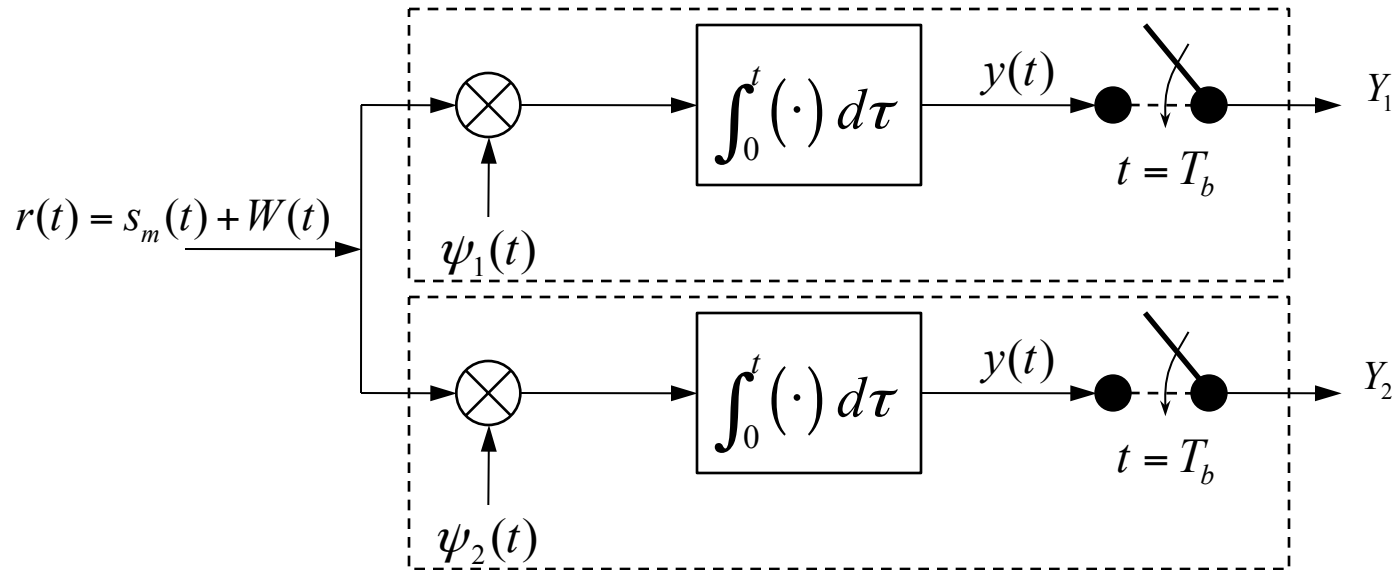 r(t) = s_m(t) + W(t)
ψ_1(t)
∫_0^t (·) dτ
y(t)
t = T_b
Y_1
ψ_2(t)
∫_0^t (·) dτ
y(t)
t = T_b
Y_2